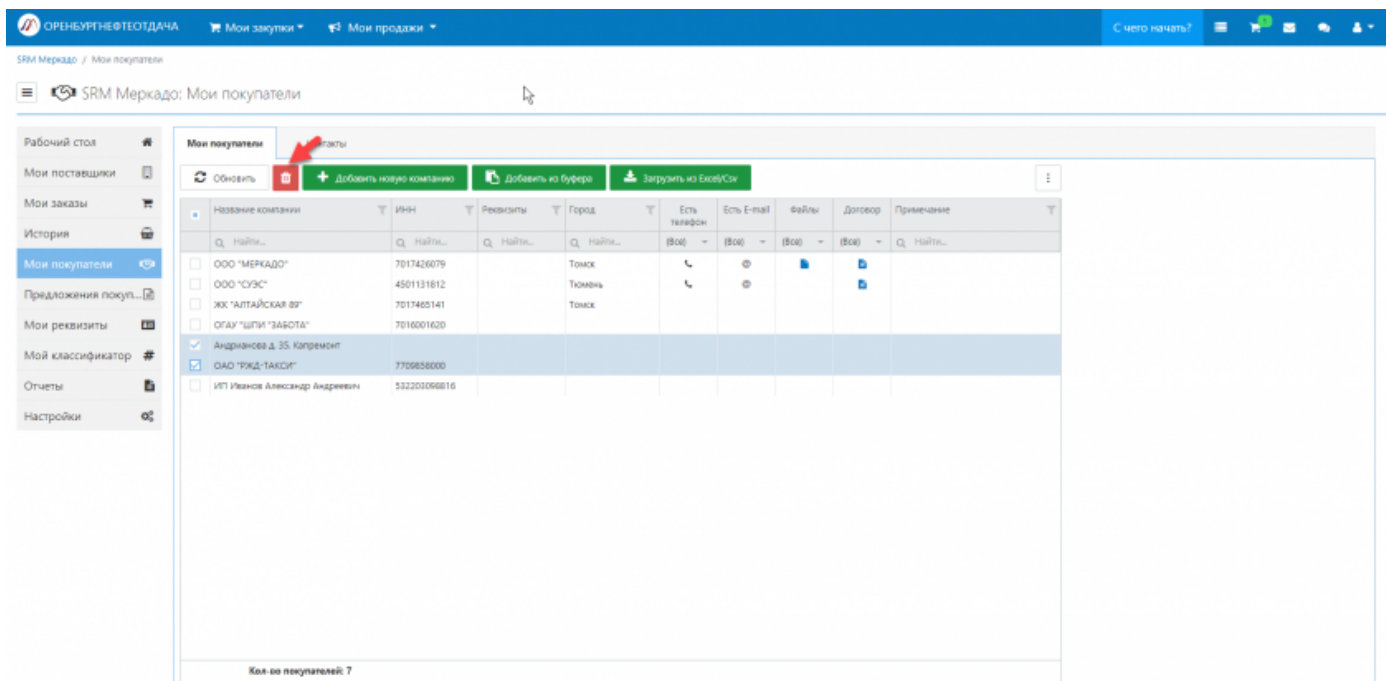 ОРЕНБУРГНЕФТЕОТДАЧА Мои закупки Мои продажи С чего начать? 1
SRM Меркадо / Мои покупатели
SRM Меркадо: Мои покупатели
Рабочий стол
Мои поставщики
Мои заказы
История
Мои покупатели
Предложения покуп...
Мои реквизиты
Мой классификатор
Отчеты
Настройки
Мои покупатели
Обновить Добавить новую компанию Добавить из буфера Загрузить из Excel/Csv
Название компании ИНН Реквизиты Город Есть телефон Есть E-mail Файлы Договор Примечание
Найти... Найти... Найти... Найти... (Все) (Все) (Все) (Все) Найти...
ООО "МЕРКАДО" 7017426079 Томск
ООО "СУЭС" 4501131812 Тюмень
ЖК "АЛТАЙСКАЯ 89" 7017465141 Томск
ОГАУ "ШПИ "ЗАБОТА" 7016001620
Андрианова д. 35. Капремонт
ОАО "РЖД-ТАКСИ" 7709858000
ИП Иванов Александр Андреевич 532203098816
Кол-во покупателей: 7